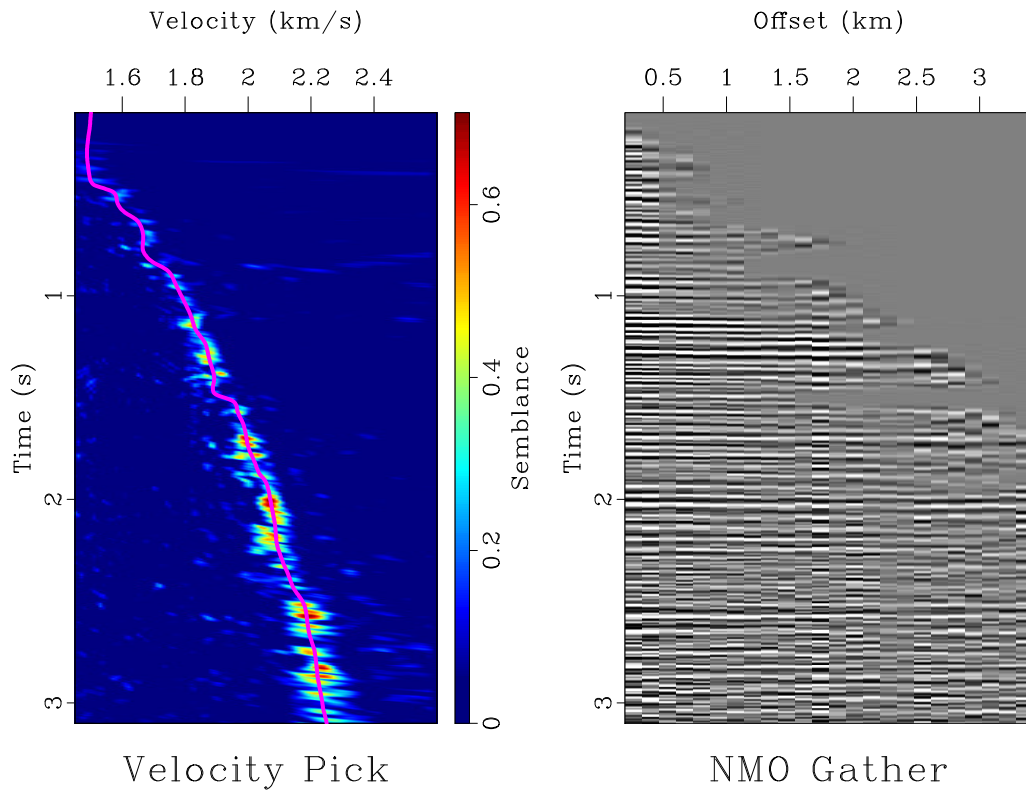 Velocity (km/s)
1.6 1.8 2 2.2 2.4
Time (s)
1
2
3
0
0.2
0.4
0.6
Semblance
Velocity Pick
Offset (km)
0.5 1 1.5 2 2.5 3
Time (s)
1
2
3
NMO Gather